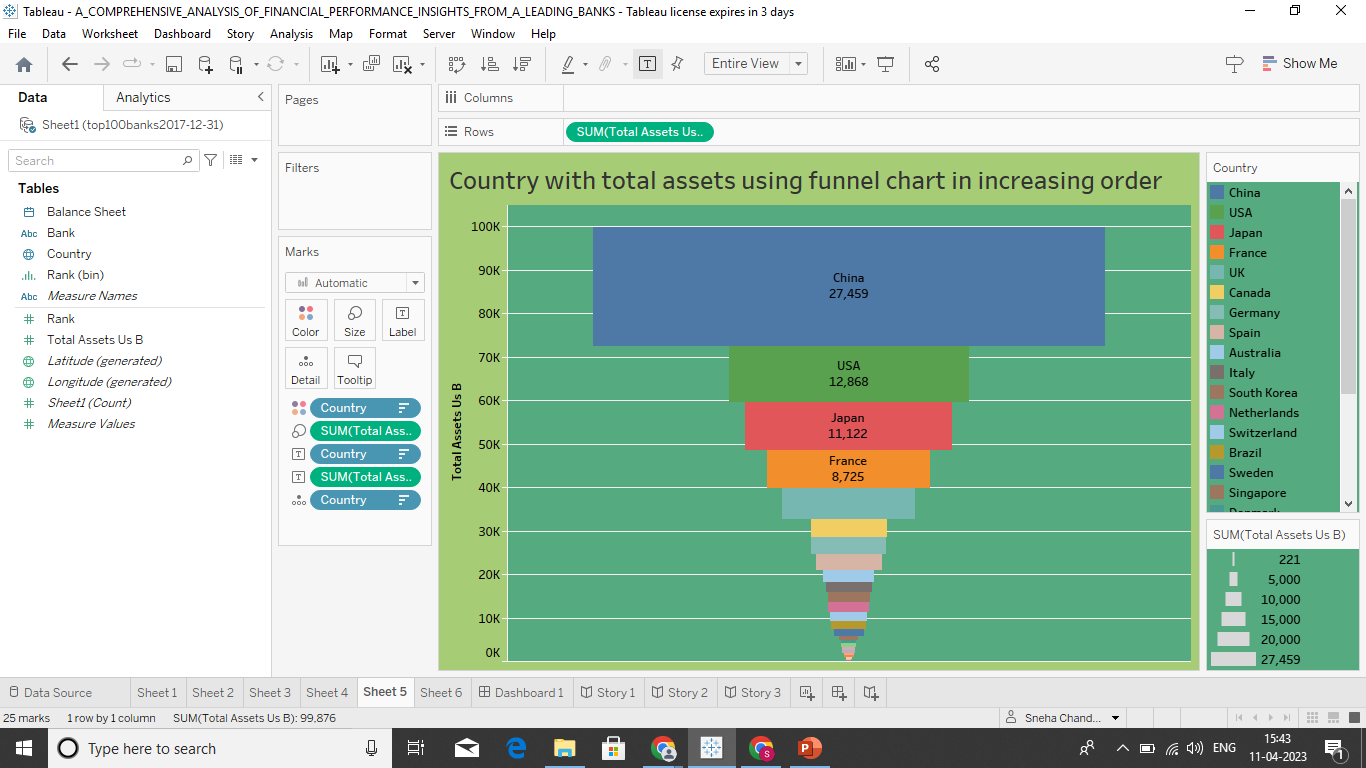 Tableau - A_COMPREHENSIVE_ANALYSIS_OF_FINANCIAL_PERFORMANCE_INSIGHTS_FROM_A_LEADING_BANKS - Tableau license expires in 3 days
File Data Worksheet Dashboard Story Analysis Map Format Server Window Help
Entire View
Show Me
Data Analytics
Sheet1 (top100banks2017-12-31)
Search
Tables
Balance Sheet
Abc Bank
Country
Rank (bin)
Abc Measure Names
Rank
Total Assets Us B
Latitude (generated)
Longitude (generated)
Sheet1 (Count)
Measure Values
Pages
Filters
Marks
Automatic
Color Size Label
Detail Tooltip
Country
SUM(Total Ass..
Country
SUM(Total Ass..
Country
Columns
Rows SUM(Total Assets Us..
Country with total assets using funnel chart in increasing order
Total Assets Us B
100K
90K
80K
70K
60K
50K
40K
30K
20K
10K
0K
China
27,459
USA
12,868
Japan
11,122
France
8,725
Country
China
USA
Japan
France
UK
Canada
Germany
Spain
Australia
Italy
South Korea
Netherlands
Switzerland
Brazil
Sweden
Singapore
SUM(Total Assets Us B)
221
5,000
10,000
15,000
20,000
27,459
Data Source Sheet 1 Sheet 2 Sheet 3 Sheet 4 Sheet 5 Sheet 6 Dashboard 1 Story 1 Story 2 Story 3
25 marks 1 row by 1 column SUM(Total Assets Us B): 99,876
Sneha Chand...
Type here to search
ENG
15:43
11-04-2023
1